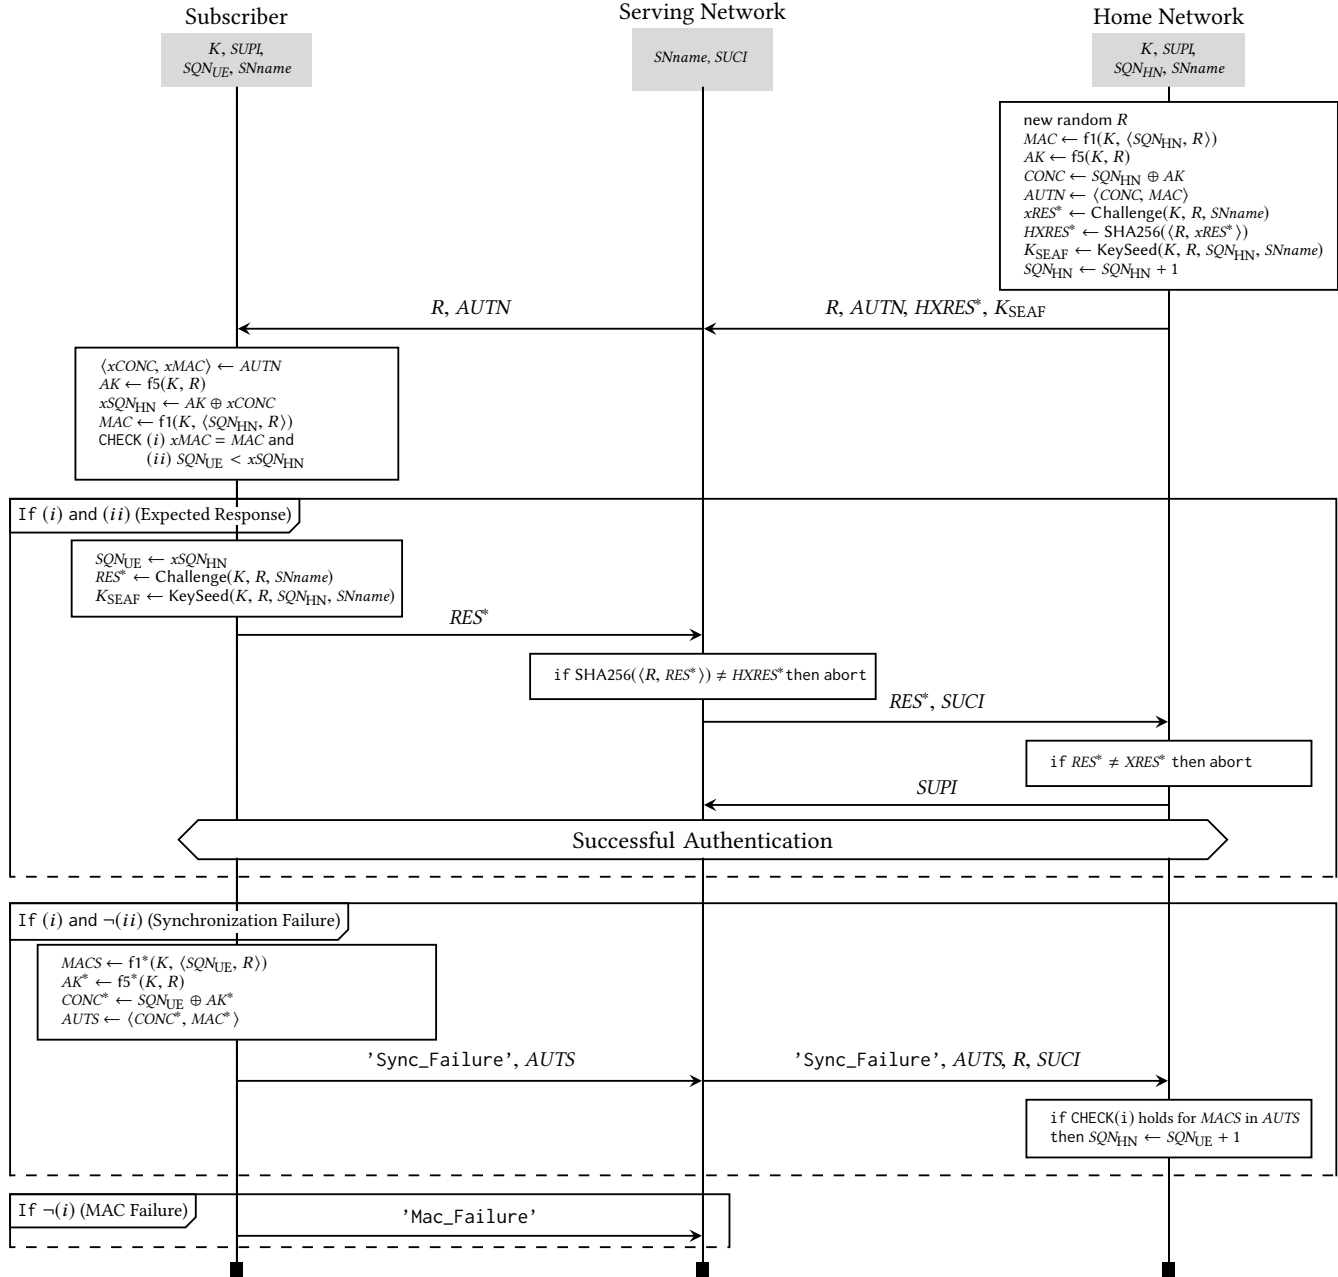 Subscriber
Serving Network
Home Network
K, SUPI,
SQN_UE, SNname
SNname, SUCI
K, SUPI,
SQN_HN, SNname
new random R
MAC ← f1(K, ⟨SQN_HN, R⟩)
AK ← f5(K, R)
CONC ← SQN_HN ⊕ AK
AUTN ← ⟨CONC, MAC⟩
xRES* ← Challenge(K, R, SNname)
HXRES* ← SHA256(⟨R, xRES*⟩)
K_SEAF ← KeySeed(K, R, SQN_HN, SNname)
SQN_HN ← SQN_HN + 1
R, AUTN
R, AUTN, HXRES*, K_SEAF
⟨xCONC, xMAC⟩ ← AUTN
AK ← f5(K, R)
xSQN_HN ← AK ⊕ xCONC
MAC ← f1(K, ⟨SQN_HN, R⟩)
CHECK (i) xMAC = MAC and
(ii) SQN_UE < xSQN_HN
If (i) and (ii) (Expected Response)
SQN_UE ← xSQN_HN
RES* ← Challenge(K, R, SNname)
K_SEAF ← KeySeed(K, R, SQN_HN, SNname)
RES*
if SHA256(⟨R, RES*⟩) ≠ HXRES* then abort
RES*, SUCI
if RES* ≠ XRES* then abort
SUPI
Successful Authentication
If (i) and ¬(ii) (Synchronization Failure)
MACS ← f1*(K, ⟨SQN_UE, R⟩)
AK* ← f5*(K, R)
CONC* ← SQN_UE ⊕ AK*
AUTS ← ⟨CONC*, MAC*⟩
'Sync_Failure', AUTS
'Sync_Failure', AUTS, R, SUCI
if CHECK(i) holds for MACS in AUTS
then SQN_HN ← SQN_UE + 1
If ¬(i) (MAC Failure)
'Mac_Failure'